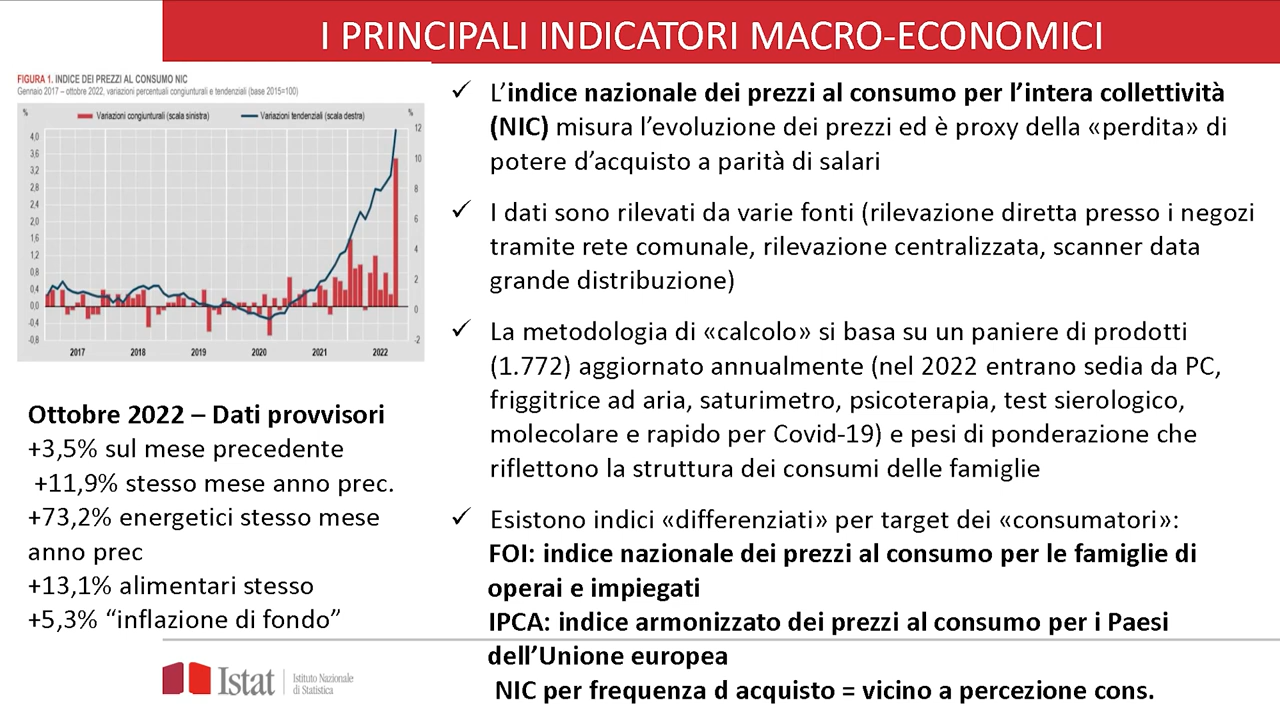 I PRINCIPALI INDICATORI MACRO-ECONOMICI
FIGURA 1. INDICE DEI PREZZI AL CONSUMO NIC
Gennaio 2017 – ottobre 2022, variazioni percentuali congiunturali e tendenziali (base 2015=100)
% Variazioni congiunturali (scala sinistra) Variazioni tendenziali (scala destra) %
4,0
3,6
3,2
2,8
2,4
2,0
1,6
1,2
0,8
0,4
0,0
-0,4
-0,8
12
10
8
6
4
2
0
-2
2017 2018 2019 2020 2021 2022
Ottobre 2022 – Dati provvisori
+3,5% sul mese precedente
+11,9% stesso mese anno prec.
+73,2% energetici stesso mese
anno prec
+13,1% alimentari stesso
+5,3% “inflazione di fondo”
✓ L’indice nazionale dei prezzi al consumo per l’intera collettività
(NIC) misura l’evoluzione dei prezzi ed è proxy della «perdita» di
potere d’acquisto a parità di salari
✓ I dati sono rilevati da varie fonti (rilevazione diretta presso i negozi
tramite rete comunale, rilevazione centralizzata, scanner data
grande distribuzione)
✓ La metodologia di «calcolo» si basa su un paniere di prodotti
(1.772) aggiornato annualmente (nel 2022 entrano sedia da PC,
friggitrice ad aria, saturimetro, psicoterapia, test sierologico,
molecolare e rapido per Covid-19) e pesi di ponderazione che
riflettono la struttura dei consumi delle famiglie
✓ Esistono indici «differenziati» per target dei «consumatori»:
FOI: indice nazionale dei prezzi al consumo per le famiglie di
operai e impiegati
IPCA: indice armonizzato dei prezzi al consumo per i Paesi
dell’Unione europea
NIC per frequenza d acquisto = vicino a percezione cons.
Istat
Istituto Nazionale
di Statistica